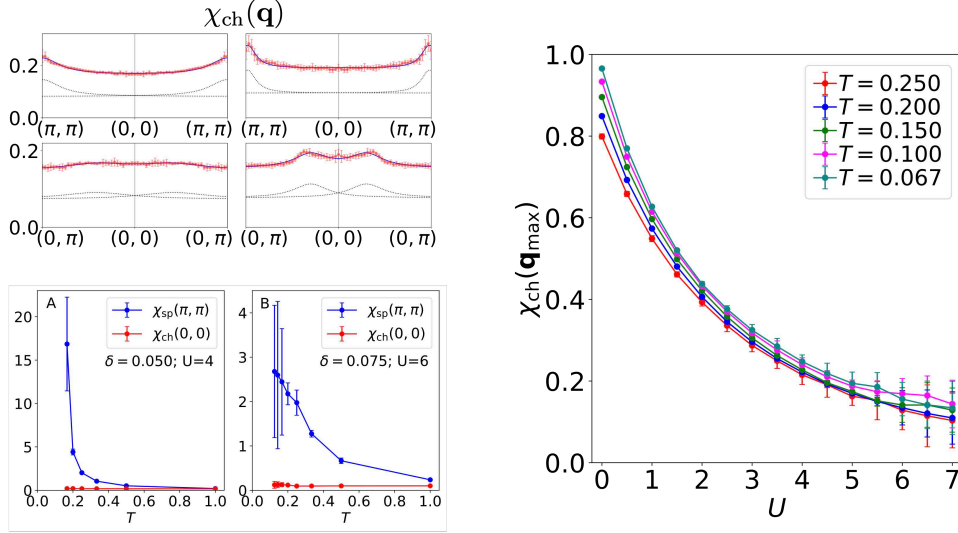 χch(q)
0.2
0.0
(π, π) (0, 0) (π, π)
(π, π) (0, 0) (π, π)
0.2
0.0
(0, π) (0, 0) (0, π)
(0, π) (0, 0) (0, π)
A
χsp(π, π)
χch(0, 0)
δ = 0.050; U=4
20
15
10
5
0
0.0 0.2 0.4 0.6 0.8 1.0
T
B
χsp(π, π)
χch(0, 0)
δ = 0.075; U=6
5
4
3
2
1
0
0.0 0.2 0.4 0.6 0.8 1.0
T
χch(qmax)
1.0
0.8
0.6
0.4
0.2
0.0
T = 0.250
T = 0.200
T = 0.150
T = 0.100
T = 0.067
0 1 2 3 4 5 6 7
U